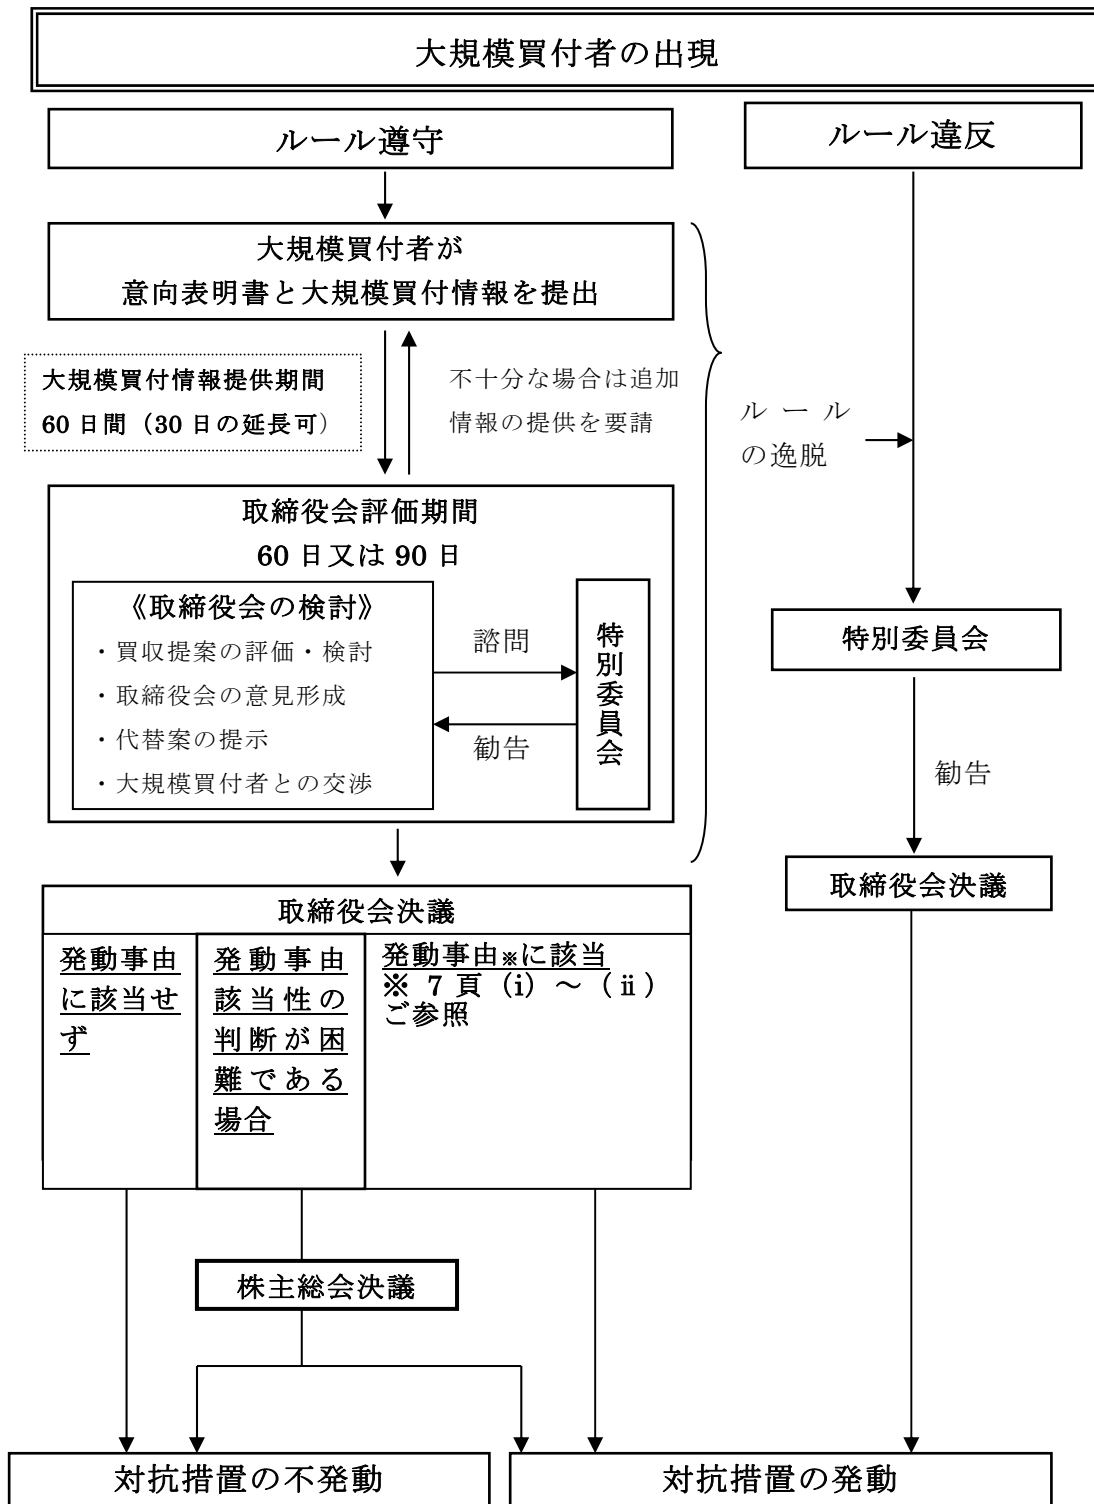 大規模買付者の出現
ルール遵守
ルール違反
大規模買付者が
意向表明書と大規模買付情報を提出
大規模買付情報提供期間
60 日間（30 日の延長可）
不十分な場合は追加
情報の提供を要請
ルール
の逸脱
取締役会評価期間
60 日又は 90 日
《取締役会の検討》
・買収提案の評価・検討
・取締役会の意見形成
・代替案の提示
・大規模買付者との交渉
諮問
勧告
特別委員会
特別委員会
勧告
取締役会決議
取締役会決議
発動事由
に該当せ
ず
発動事由
該当性の
判断が困
難である
場合
発動事由※に該当
※ 7 頁（ⅰ）～（ⅱ）
ご参照
株主総会決議
対抗措置の不発動
対抗措置の発動